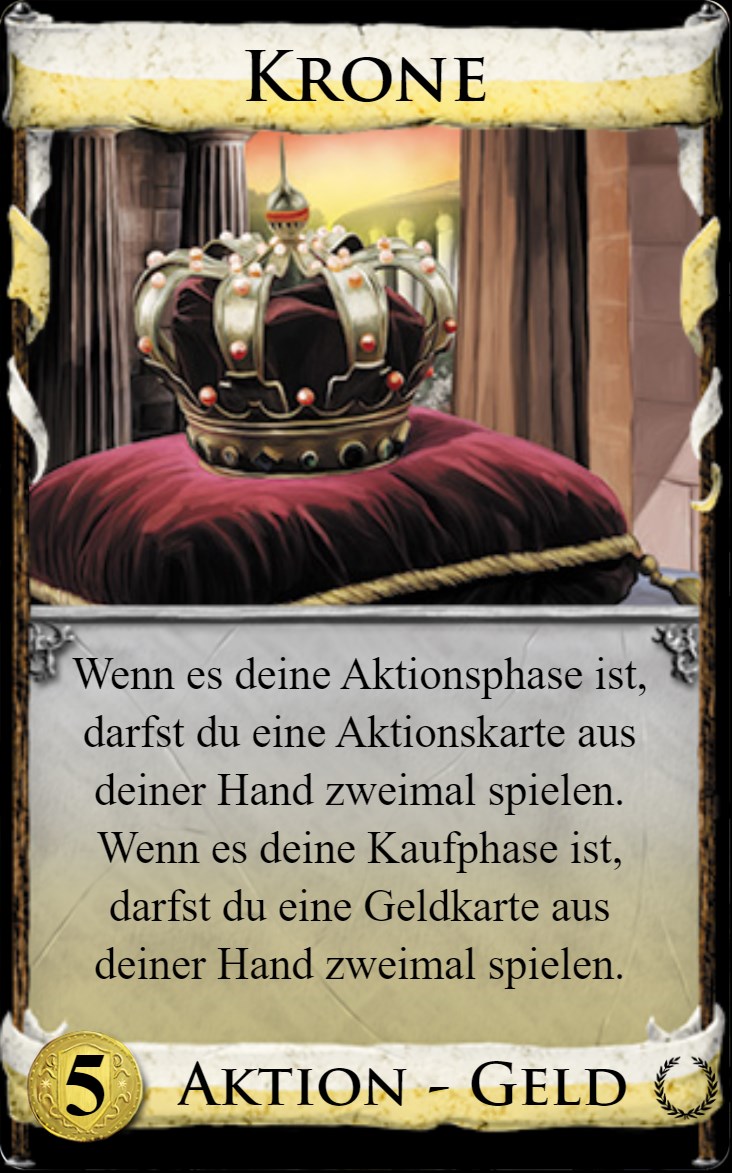 Krone
Wenn es deine Aktionsphase ist,
darfst du eine Aktionskarte aus
deiner Hand zweimal spielen.
Wenn es deine Kaufphase ist,
darfst du eine Geldkarte aus
deiner Hand zweimal spielen.
5 Aktion - Geld